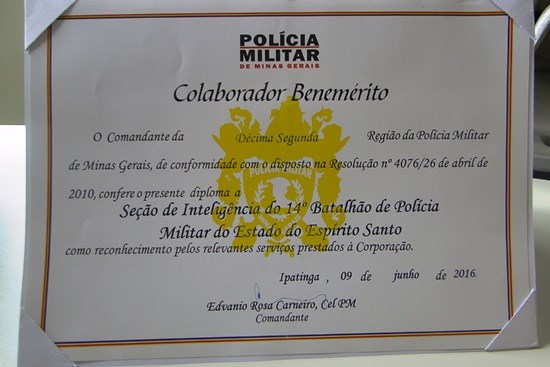 POLÍCIA
MILITAR
DE MINAS GERAIS
Colaborador Benemérito
O Comandante da Décima Segunda Região da Polícia Militar
de Minas Gerais, de conformidade com o disposto na Resolução nº 4076/26 de abril de
2010, confere o presente diploma a
POLÍCIA MILITAR
Seção de Inteligência do 14º Batalhão de Polícia
Militar do Estado do Espírito Santo
como reconhecimento pelos relevantes serviços prestados à Corporação.
Ipatinga, 09 de junho de 2016.
Edvanio Rosa Carneiro, Cel PM
Comandante